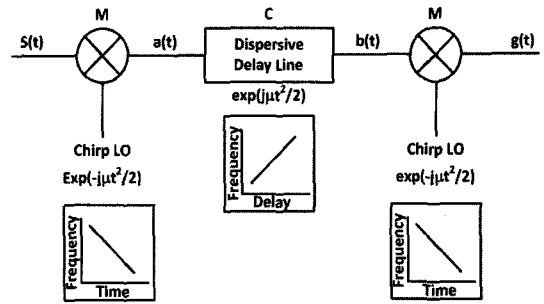 M
C
M
S(t)
a(t)
Dispersive
Delay Line
b(t)
g(t)
exp(jμt²/2)
Chirp LO
Exp(-jμt²/2)
Chirp LO
exp(-jμt²/2)
Frequency
Delay
Frequency
Time
Frequency
Time